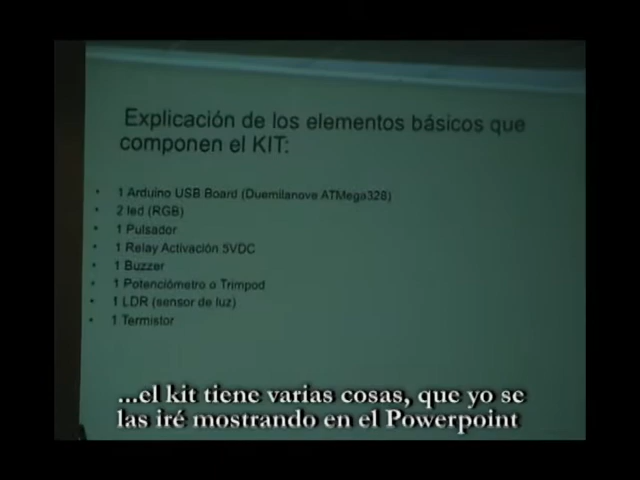 Explicación de los elementos básicos que
componen el KIT:
• 1 Arduino USB Board (Duemilanove ATMega328)
• 2 led (RGB)
• 1 Pulsador
• 1 Relay Activación 5VDC
• 1 Buzzer
• 1 Potenciómetro o Trimpod
• 1 LDR (sensor de luz)
• 1 Termistor
...el kit tiene varias cosas, que yo se
las iré mostrando en el Powerpoint